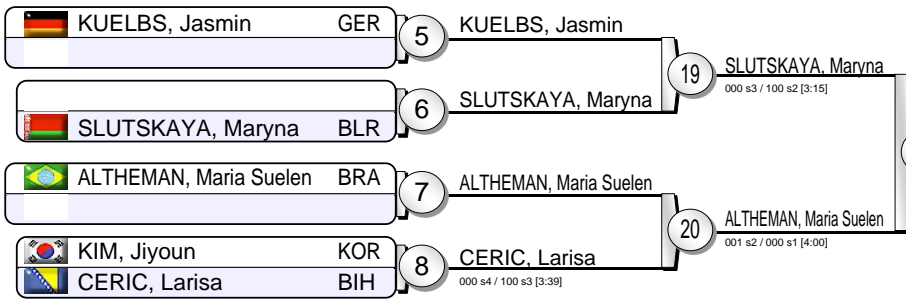 KUELBS, Jasmin GER
5
KUELBS, Jasmin
19
SLUTSKAYA, Maryna
000 s3 / 100 s2 [3:15]
6
SLUTSKAYA, Maryna
SLUTSKAYA, Maryna BLR
ALTHEMAN, Maria Suelen BRA
7
ALTHEMAN, Maria Suelen
20
ALTHEMAN, Maria Suelen
001 s2 / 000 s1 [4:00]
KIM, Jiyoun KOR
8
CERIC, Larisa
000 s4 / 100 s3 [3:39]
CERIC, Larisa BIH